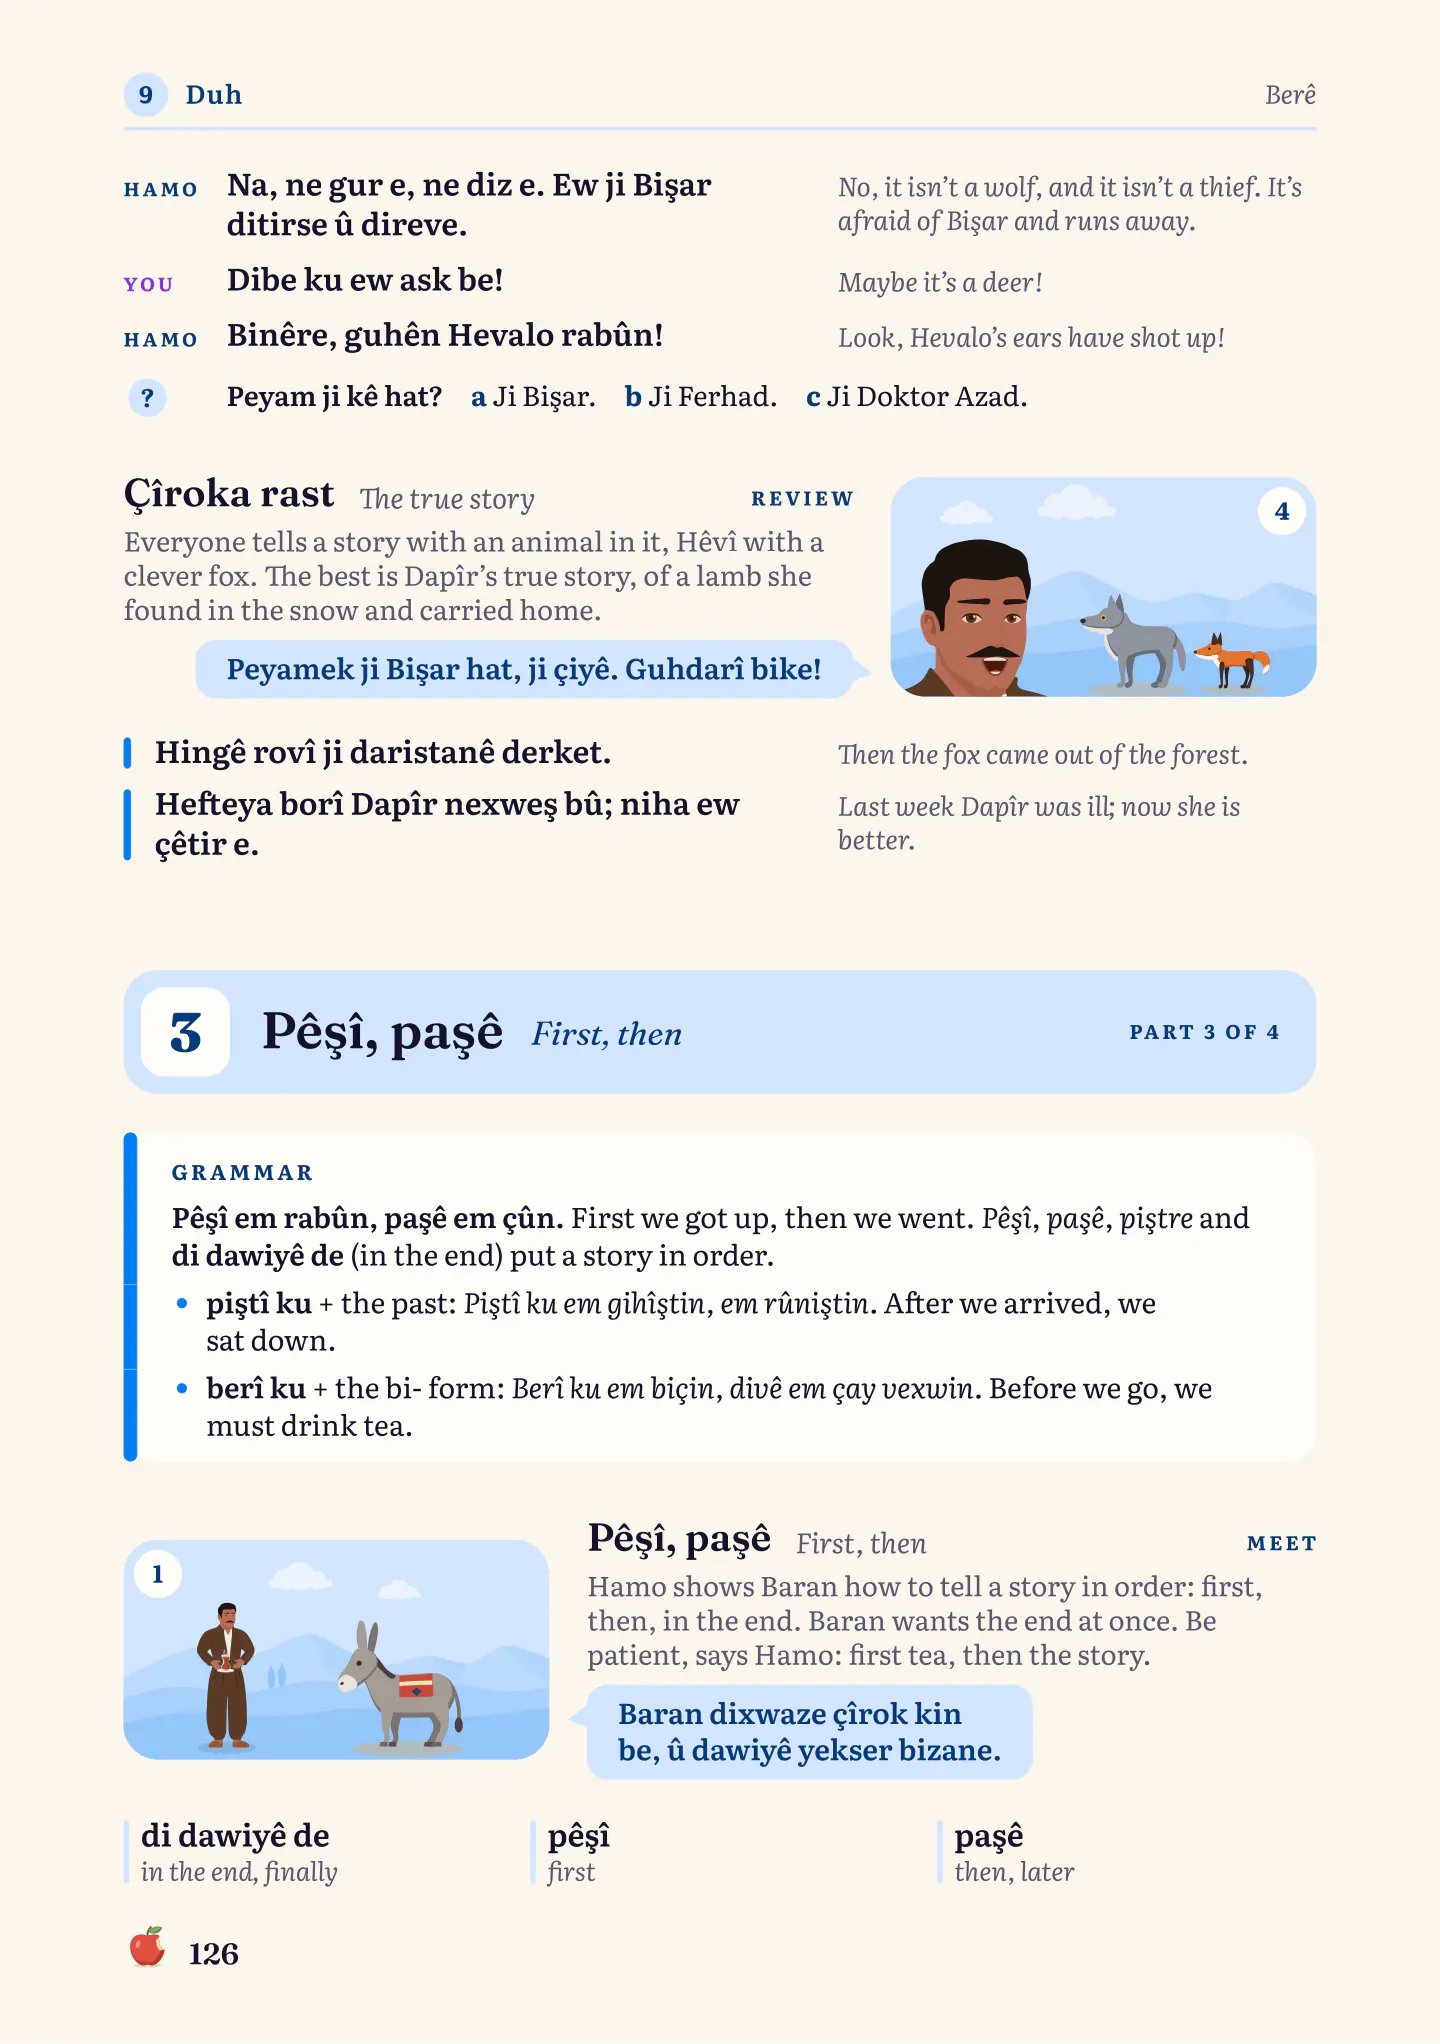 9 Duh Berê
HAMO Na, ne gur e, ne diz e. Ew ji Bişar
ditirse û direve.
No, it isn’t a wolf, and it isn’t a thief. It’s
afraid of Bişar and runs away.
YOU Dibe ku ew ask be! Maybe it’s a deer!
HAMO Binêre, guhên Hevalo rabûn! Look, Hevalo’s ears have shot up!
? Peyam ji kê hat? a Ji Bişar. b Ji Ferhad. c Ji Doktor Azad.
Çîroka rast The true story REVIEW
Everyone tells a story with an animal in it, Hêvî with a
clever fox. The best is Dapîr’s true story, of a lamb she
found in the snow and carried home.
Peyamek ji Bişar hat, ji çiyê. Guhdarî bike!
4
Hingê rovî ji daristanê derket. Then the fox came out of the forest.
Hefteya borî Dapîr nexweş bû; niha ew
çêtir e.
Last week Dapîr was ill; now she is
better.
3 Pêşî, paşê First, then PART 3 OF 4
GRAMMAR
Pêşî em rabûn, paşê em çûn. First we got up, then we went. Pêşî, paşê, piştre and
di dawiyê de (in the end) put a story in order.
• piştî ku + the past: Piştî ku em gihîştin, em rûniştin. After we arrived, we
sat down.
• berî ku + the bi- form: Berî ku em biçin, divê em çay vexwin. Before we go, we
must drink tea.
1
Pêşî, paşê First, then MEET
Hamo shows Baran how to tell a story in order: first,
then, in the end. Baran wants the end at once. Be
patient, says Hamo: first tea, then the story.
Baran dixwaze çîrok kin
be, û dawiyê yekser bizane.
di dawiyê de
in the end, finally
pêşî
first
paşê
then, later
126